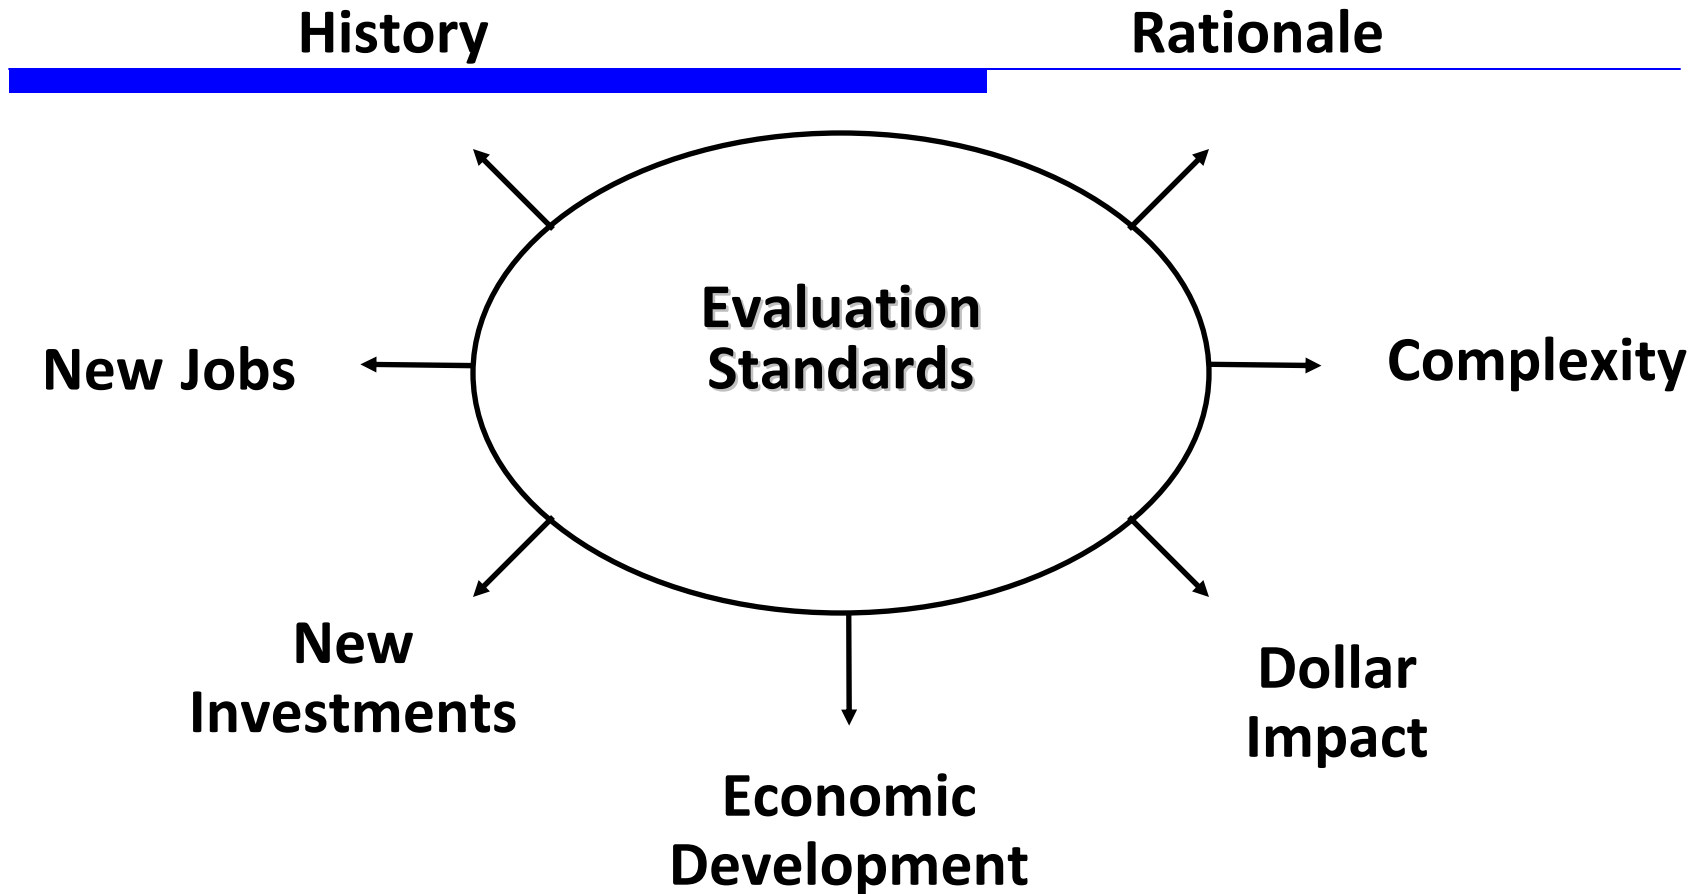 History
Rationale
Evaluation
Standards
New Jobs
Complexity
New
Investments
Dollar
Impact
Economic
Development